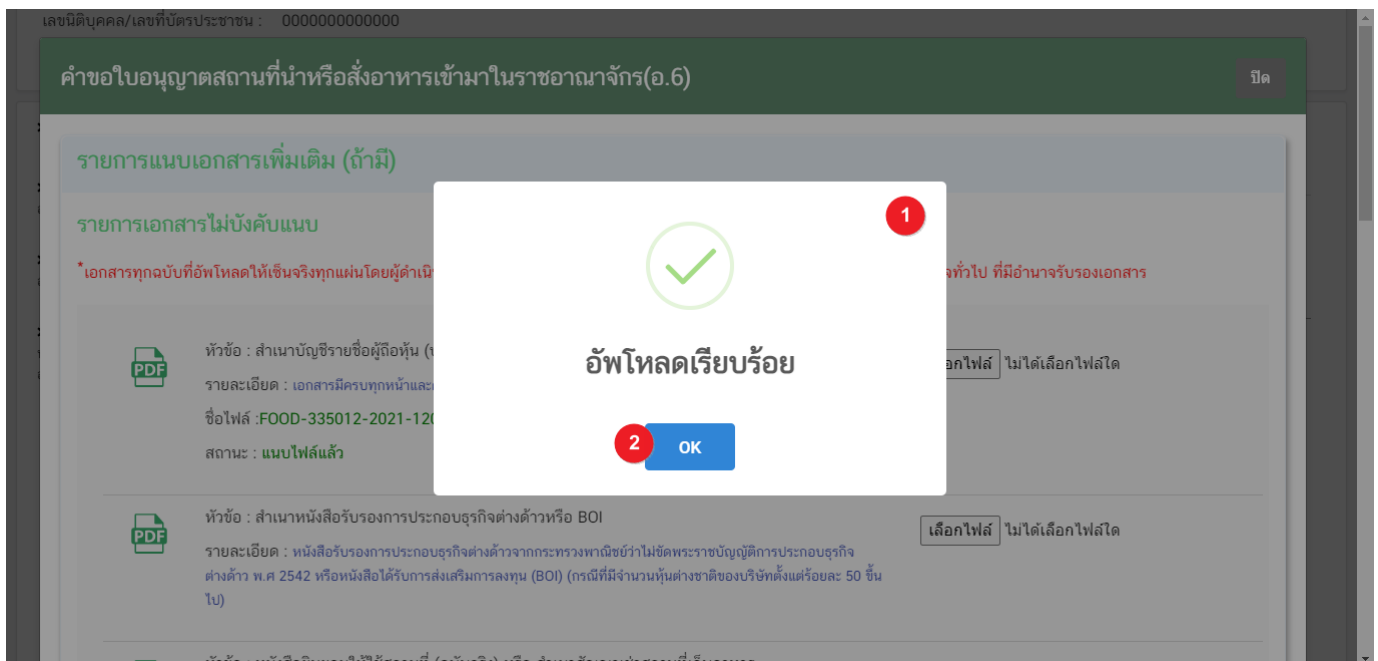 เลขนิติบุคคล/เลขที่บัตรประชาชน : 0000000000000
คำขอใบอนุญาตสถานที่นำหรือสั่งอาหารเข้ามาในราชอาณาจักร(อ.6)
ปิด
รายการแนบเอกสารเพิ่มเติม (ถ้ามี)
รายการเอกสารไม่บังคับแนบ
1
*เอกสารทุกฉบับที่อัพโหลดให้เซ็นจริงทุกแผ่นโดยผู้ดำเนิ ทั่วไป ที่มีอำนาจรับรองเอกสาร
PDF
หัวข้อ : สำเนาบัญชีรายชื่อผู้ถือหุ้น
อัพโหลดเรียบร้อย
ไม่ได้เลือกไฟล์ใด
รายละเอียด : เอกสารมีครบทุกหน้าและ
ชื่อไฟล์ :FOOD-335012-2021-120
สถานะ : แนบไฟล์แล้ว
2
OK
PDF
หัวข้อ : สำเนาหนังสือรับรองการประกอบธุรกิจต่างด้าวหรือ BOI
เลือกไฟล์ ไม่ได้เลือกไฟล์ใด
รายละเอียด : หนังสือรับรองการประกอบธุรกิจต่างด้าวจากกระทรวงพาณิชย์ว่าไม่ขัดพระราชบัญญัติการประกอบธุรกิจ
ต่างด้าว พ.ศ 2542 หรือหนังสือได้รับการส่งเสริมการลงทุน (BOI) (กรณีที่มีจำนวนหุ้นต่างชาติของบริษัทตั้งแต่ร้อยละ 50 ขึ้น
ไป)